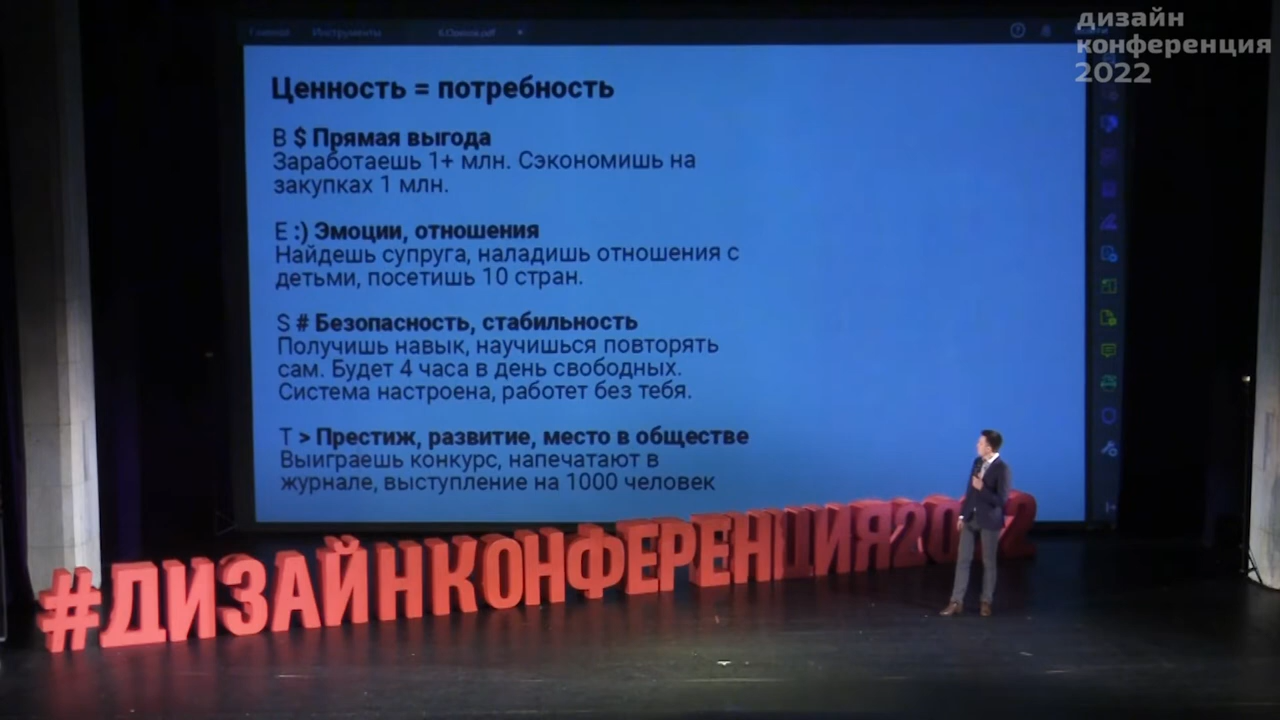 Главная Инструменты
дизайн
конференция
2022
Ценность = потребность
B $ Прямая выгода
Заработаешь 1+ млн. Сэкономишь на
закупках 1 млн.
E :) Эмоции, отношения
Найдешь супруга, наладишь отношения с
детьми, посетишь 10 стран.
S # Безопасность, стабильность
Получишь навык, научишься повторять
сам. Будет 4 часа в день свободных.
Система настроена, работет без тебя.
T > Престиж, развитие, место в обществе
Выиграешь конкурс, напечатают в
журнале, выступление на 1000 человек
#ДИЗАЙНКОНФЕРЕНЦИЯ2022